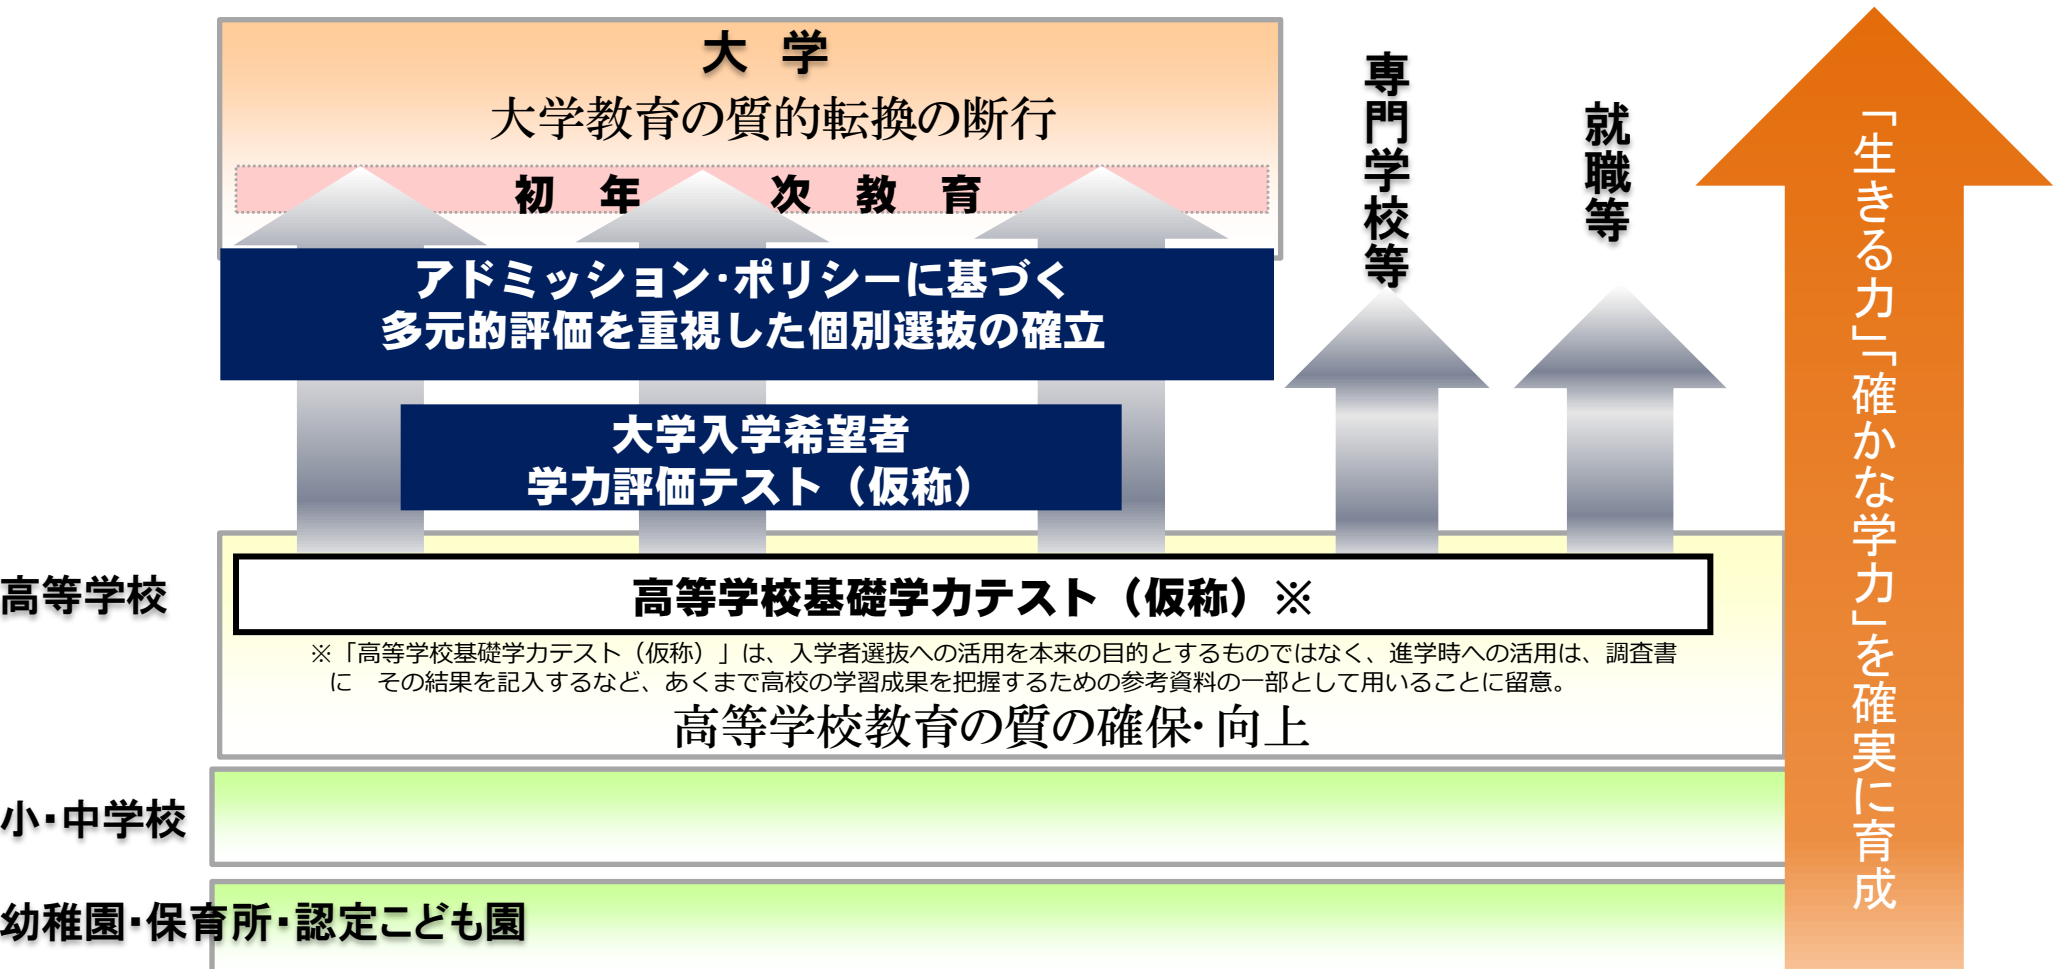 大 学
大学教育の質的転換の断行
初 年 次 教 育
アドミッション・ポリシーに基づく
多元的評価を重視した個別選抜の確立
大学入学希望者
学力評価テスト（仮称）
専門学校等
就職等
「生きる力」「確かな学力」を確実に育成
高等学校
高等学校基礎学力テスト（仮称）※
※「高等学校基礎学力テスト（仮称）」は、入学者選抜への活用を本来の目的とするものではなく、進学時への活用は、調査書
に　その結果を記入するなど、あくまで高校の学習成果を把握するための参考資料の一部として用いることに留意。
高等学校教育の質の確保・向上
小・中学校
幼稚園・保育所・認定こども園